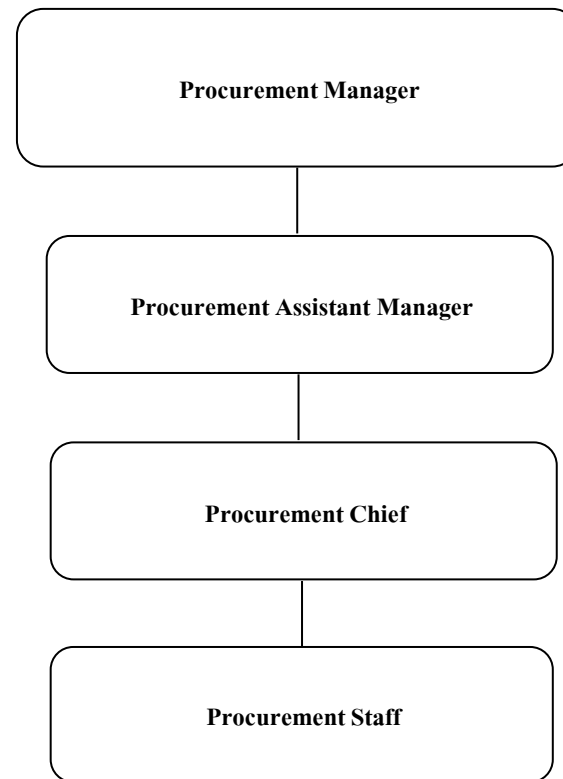 Procurement Manager
Procurement Assistant Manager
Procurement Chief
Procurement Staff